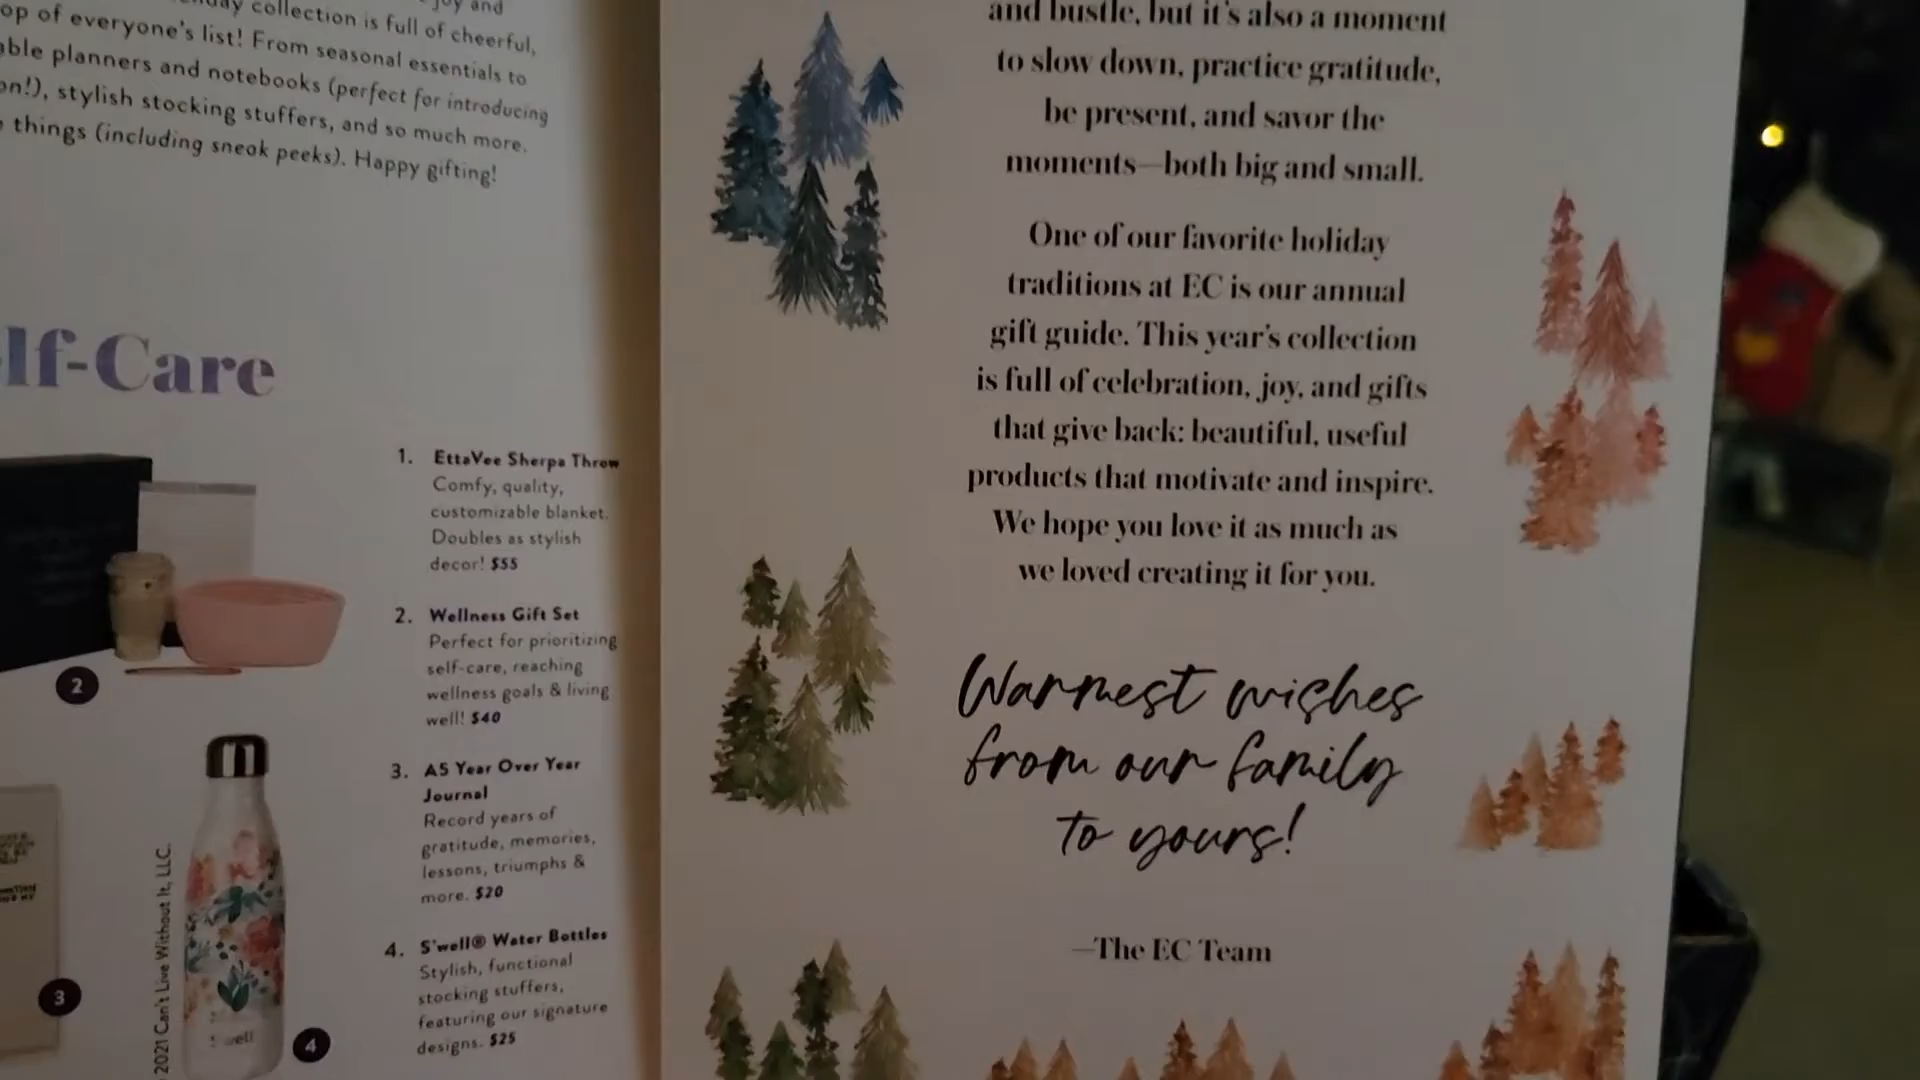 joy and
collection is full of cheerful,
op of everyone's list! From seasonal essentials to
able planners and notebooks (perfect for introducing
on!), stylish stocking stuffers, and so much more.
things (including sneak peeks). Happy gifting!
lf-Care
1. EttaVee Sherpa Throw
Comfy, quality,
customizable blanket.
Doubles as stylish
decor! $55
2. Wellness Gift Set
Perfect for prioritizing
self-care, reaching
wellness goals & living
well! $40
3. A5 Year Over Year
Journal
Record years of
gratitude, memories,
lessons, triumphs &
more. $20
4. S'well® Water Bottles
Stylish, functional
stocking stuffers,
featuring our signature
designs. $25
2
3
4
2021 Can't Live Without It, LLC.
and bustle, but it's also a moment
to slow down, practice gratitude,
be present, and savor the
moments—both big and small.
One of our favorite holiday
traditions at EC is our annual
gift guide. This year's collection
is full of celebration, joy, and gifts
that give back: beautiful, useful
products that motivate and inspire.
We hope you love it as much as
we loved creating it for you.
Warmest wishes
from our family
to yours!
—The EC Team